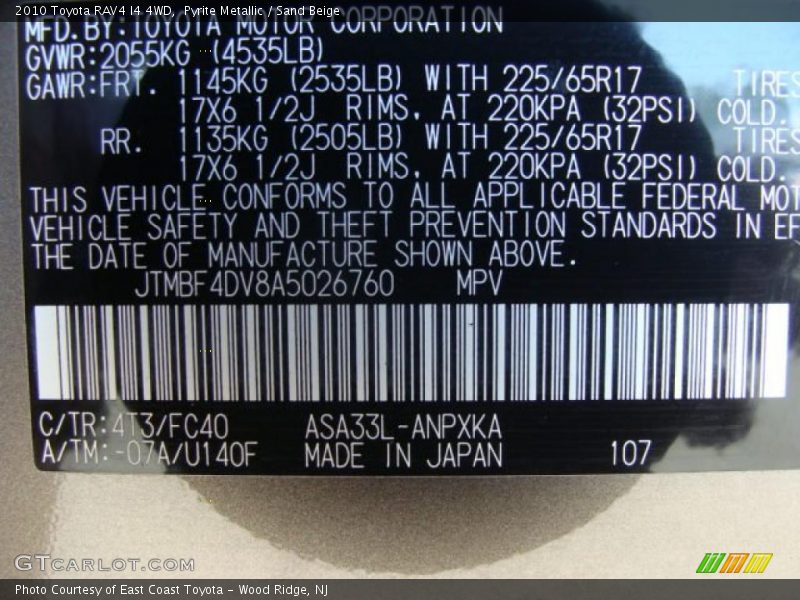 2010 Toyota RAV4 I4 4WD,  Pyrite Metallic / Sand Beige
MFD.BY:TOYOTA MOTOR CORPORATION
GVWR:2055KG (4535LB)
GAWR:FRT. 1145KG (2535LB) WITH 225/65R17 TIRES
17X6 1/2J RIMS, AT 220KPA (32PSI) COLD.
RR. 1135KG (2505LB) WITH 225/65R17 TIRES
17X6 1/2J RIMS, AT 220KPA (32PSI) COLD.
THIS VEHICLE CONFORMS TO ALL APPLICABLE FEDERAL MOT
VEHICLE SAFETY AND THEFT PREVENTION STANDARDS IN EF
THE DATE OF MANUFACTURE SHOWN ABOVE.
JTMBF4DV8A5026760 MPV
C/TR:4T3/FC40 ASA33L-ANPXKA
A/TM:-07A/U140F MADE IN JAPAN 107
GTCARLOT.COM
Photo Courtesy of East Coast Toyota - Wood Ridge, NJ